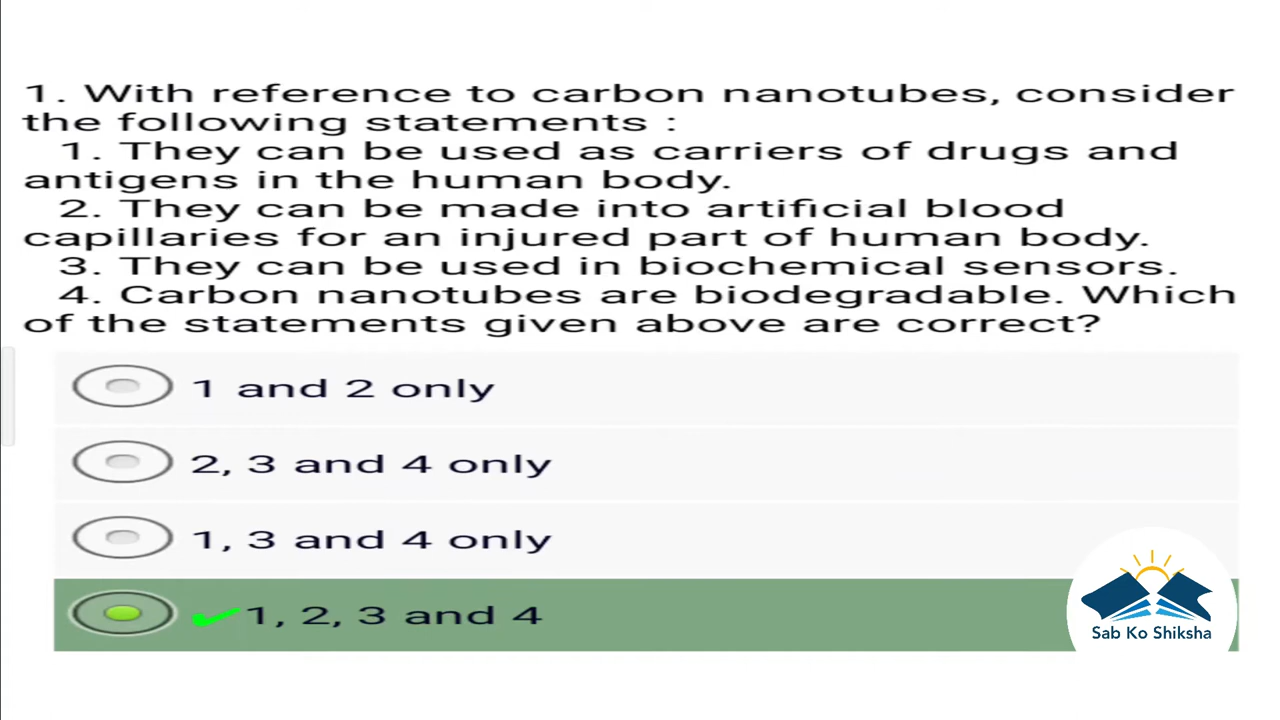 1. With reference to carbon nanotubes, consider
the following statements :
1. They can be used as carriers of drugs and
antigens in the human body.
2. They can be made into artificial blood
capillaries for an injured part of human body.
3. They can be used in biochemical sensors.
4. Carbon nanotubes are biodegradable. Which
of the statements given above are correct?
1 and 2 only
2, 3 and 4 only
1, 3 and 4 only
1, 2, 3 and 4
Sab Ko Shiksha